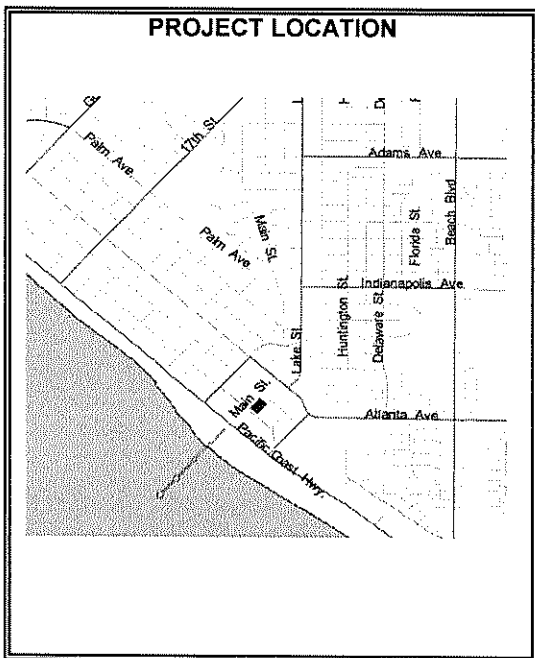 PROJECT LOCATION
Palm Ave.
17th St.
Adams Ave
Beach Blvd
Florida St.
Main St.
Palm Ave
Indianapolis Ave
Huntington St.
Delaware St.
Lake St.
Main St.
Atlanta Ave
Pacific Coast Hwy.